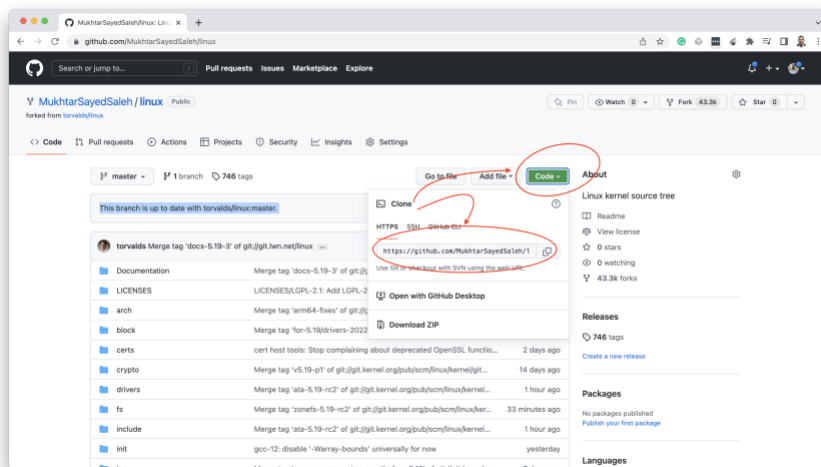 MukhtarSayedSaleh/linux: Linu
github.com/MukhtarSayedSaleh/linux
Search or jump to... /
Pull requests Issues Marketplace Explore
MukhtarSayedSaleh / linux Public
forked from torvalds/linux
Pin Watch 0 Fork 43.3k Star 0
Code Pull requests Actions Projects Security Insights Settings
master 1 branch 746 tags Go to file Add file Code
This branch is up to date with torvalds/linux:master.
Clone
HTTPS SSH GitHub CLI
https://github.com/MukhtarSayedSaleh/l
Use Git or checkout with SVN using the web URL.
Open with GitHub Desktop
Download ZIP
torvalds Merge tag 'docs-5.19-3' of git://git.lwn.net/linux ...
Documentation Merge tag 'docs-5.19-3' of git://g
LICENSES LICENSES/LGPL-2.1: Add LGPL-2
arch Merge tag 'arm64-fixes' of git://g
block Merge tag 'for-5.19/drivers-2022
certs cert host tools: Stop complaining about deprecated OpenSSL functio... 2 days ago
crypto Merge tag 'v5.19-p1' of git://git.kernel.org/pub/scm/linux/kernel/git... 14 days ago
drivers Merge tag 'ata-5.19-rc2' of git://git.kernel.org/pub/scm/linux/kernel... 1 hour ago
fs Merge tag 'zonefs-5.19-rc2' of git://git.kernel.org/pub/scm/linux/ker... 33 minutes ago
include Merge tag 'ata-5.19-rc2' of git://git.kernel.org/pub/scm/linux/kernel... 1 hour ago
init gcc-12: disable '-Warray-bounds' universally for now yesterday
About
Linux kernel source tree
Readme
View license
0 stars
0 watching
43.3k forks
Releases
746 tags
Create a new release
Packages
No packages published
Publish your first package
Languages